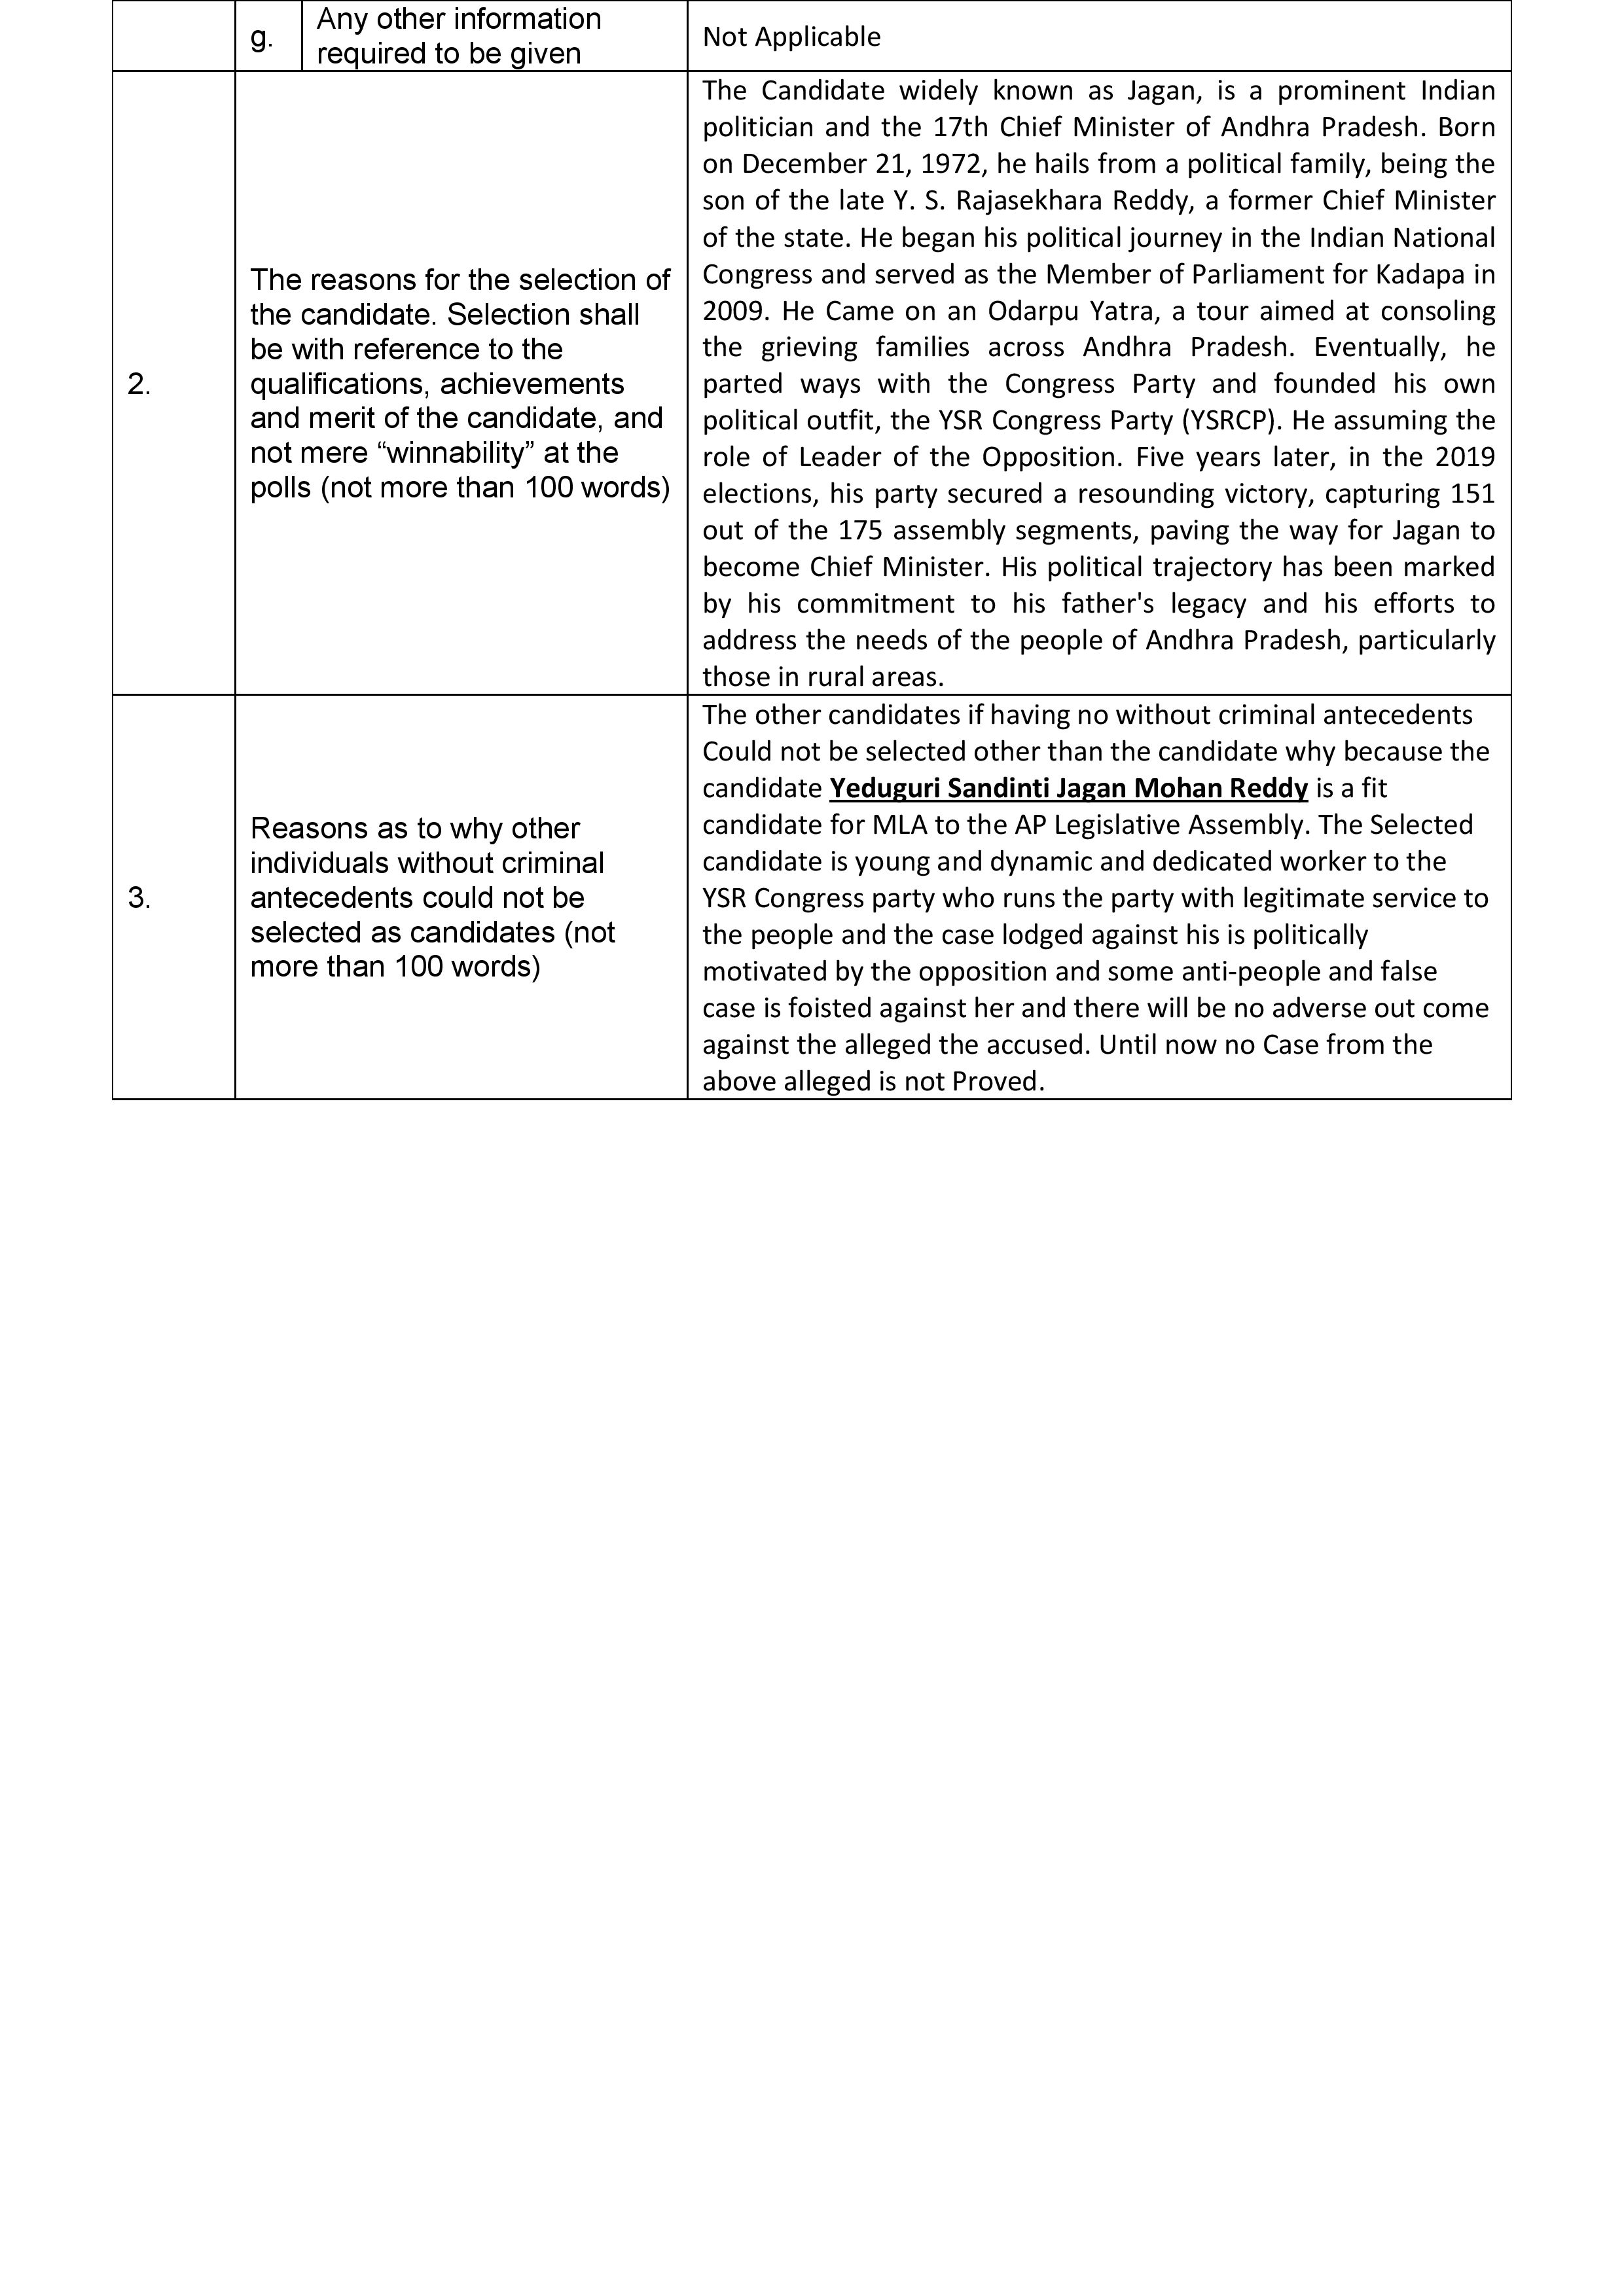 g.
Any other information
required to be given
Not Applicable
2.
The reasons for the selection of
the candidate. Selection shall
be with reference to the
qualifications, achievements
and merit of the candidate, and
not mere “winnability” at the
polls (not more than 100 words)
The Candidate widely known as Jagan, is a prominent Indian
politician and the 17th Chief Minister of Andhra Pradesh. Born
on December 21, 1972, he hails from a political family, being the
son of the late Y. S. Rajasekhara Reddy, a former Chief Minister
of the state. He began his political journey in the Indian National
Congress and served as the Member of Parliament for Kadapa in
2009. He Came on an Odarpu Yatra, a tour aimed at consoling
the grieving families across Andhra Pradesh. Eventually, he
parted ways with the Congress Party and founded his own
political outfit, the YSR Congress Party (YSRCP). He assuming the
role of Leader of the Opposition. Five years later, in the 2019
elections, his party secured a resounding victory, capturing 151
out of the 175 assembly segments, paving the way for Jagan to
become Chief Minister. His political trajectory has been marked
by his commitment to his father's legacy and his efforts to
address the needs of the people of Andhra Pradesh, particularly
those in rural areas.
3.
Reasons as to why other
individuals without criminal
antecedents could not be
selected as candidates (not
more than 100 words)
The other candidates if having no without criminal antecedents
Could not be selected other than the candidate why because the
candidate Yeduguri Sandinti Jagan Mohan Reddy is a fit
candidate for MLA to the AP Legislative Assembly. The Selected
candidate is young and dynamic and dedicated worker to the
YSR Congress party who runs the party with legitimate service to
the people and the case lodged against his is politically
motivated by the opposition and some anti-people and false
case is foisted against her and there will be no adverse out come
against the alleged the accused. Until now no Case from the
above alleged is not Proved.